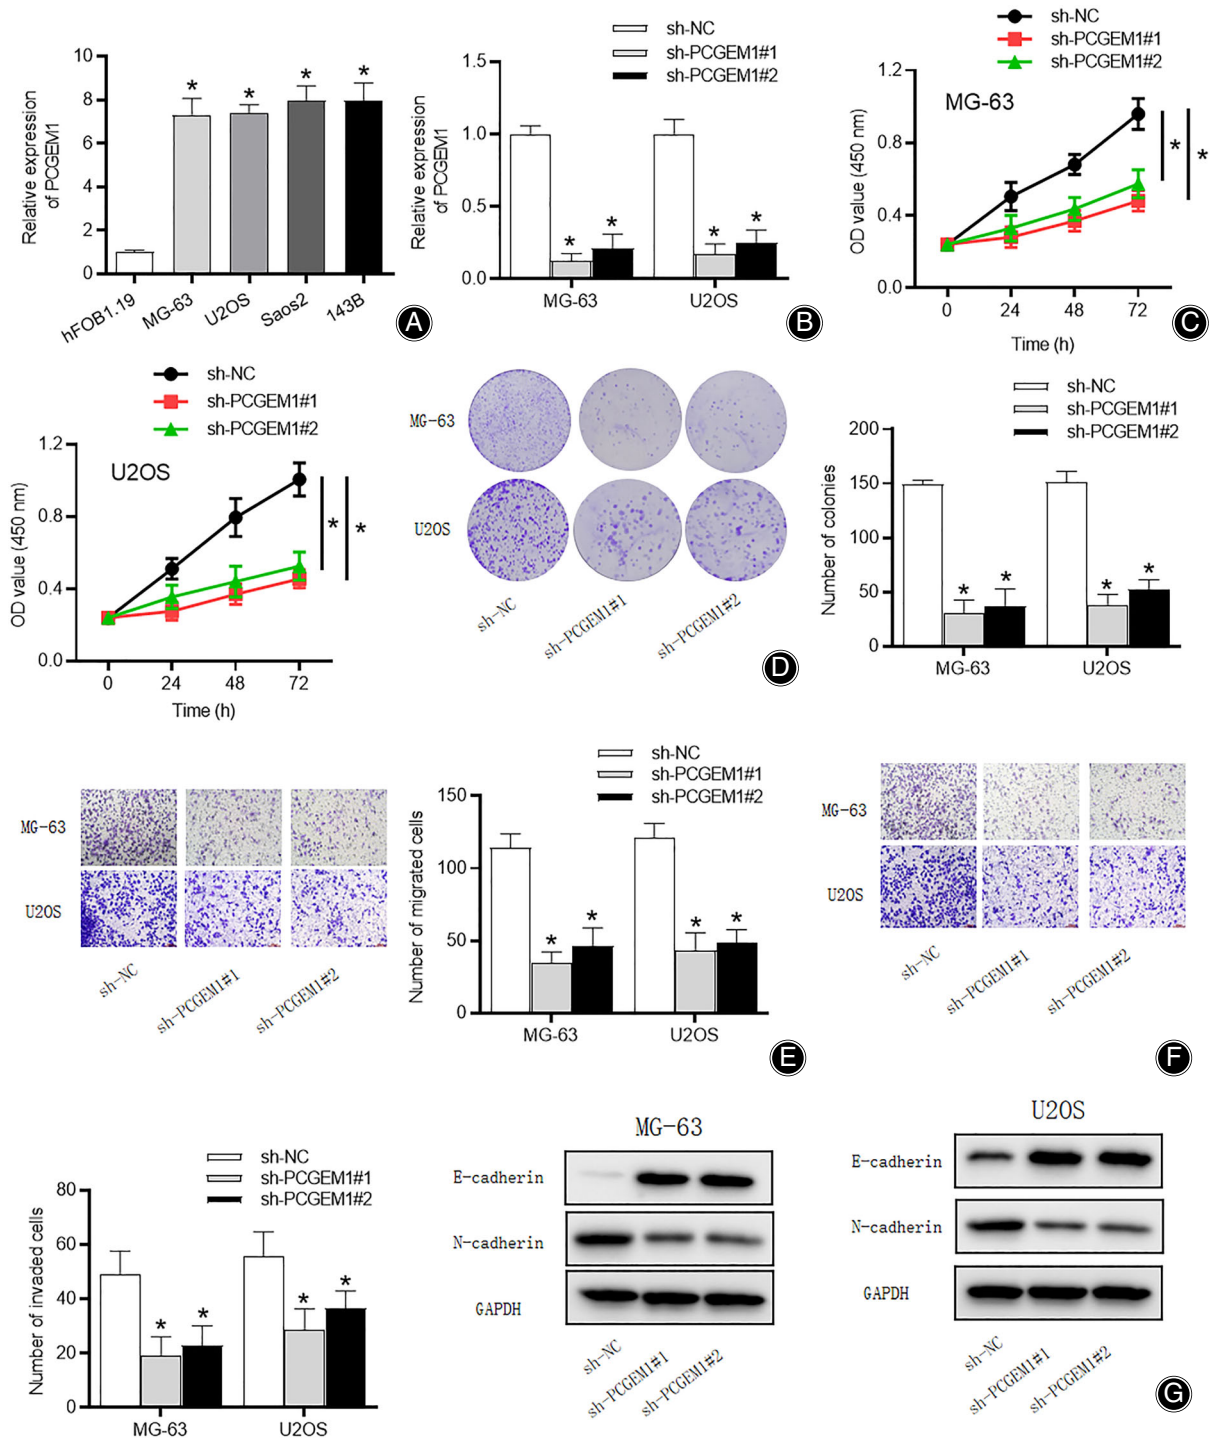 Relative expression
of PCGEM1
10
8
6
4
2
0
*
*
*
*
hFOB1.19
MG-63
U2OS
Saos2
143B
A
sh-NC
sh-PCGEM1#1
sh-PCGEM1#2
Relative expression
of PCGEM1
1.5
1.0
0.5
0.0
*
*
*
*
MG-63
U2OS
B
sh-NC
sh-PCGEM1#1
sh-PCGEM1#2
MG-63
OD value (450 nm)
1.2
0.8
0.4
0.0
*
*
0
24
48
72
Time (h)
C
sh-NC
sh-PCGEM1#1
sh-PCGEM1#2
U2OS
OD value (450 nm)
1.2
0.8
0.4
0.0
*
*
0
24
48
72
Time (h)
MG-63
U2OS
sh-NC
sh-PCGEM1#1
sh-PCGEM1#2
D
sh-NC
sh-PCGEM1#1
sh-PCGEM1#2
Number of colonies
200
150
100
50
0
*
*
*
*
MG-63
U2OS
MG-63
U2OS
sh-NC
sh-PCGEM1#1
sh-PCGEM1#2
sh-NC
sh-PCGEM1#1
sh-PCGEM1#2
Number of migrated cells
150
100
50
0
*
*
*
*
MG-63
U2OS
E
MG-63
U2OS
sh-NC
sh-PCGEM1#1
sh-PCGEM1#2
F
sh-NC
sh-PCGEM1#1
sh-PCGEM1#2
Number of invaded cells
80
60
40
20
0
*
*
*
*
MG-63
U2OS
MG-63
E-cadherin
N-cadherin
GAPDH
sh-NC
sh-PCGEM1#1
sh-PCGEM1#2
U2OS
E-cadherin
N-cadherin
GAPDH
sh-NC
sh-PCGEM1#1
sh-PCGEM1#2
G